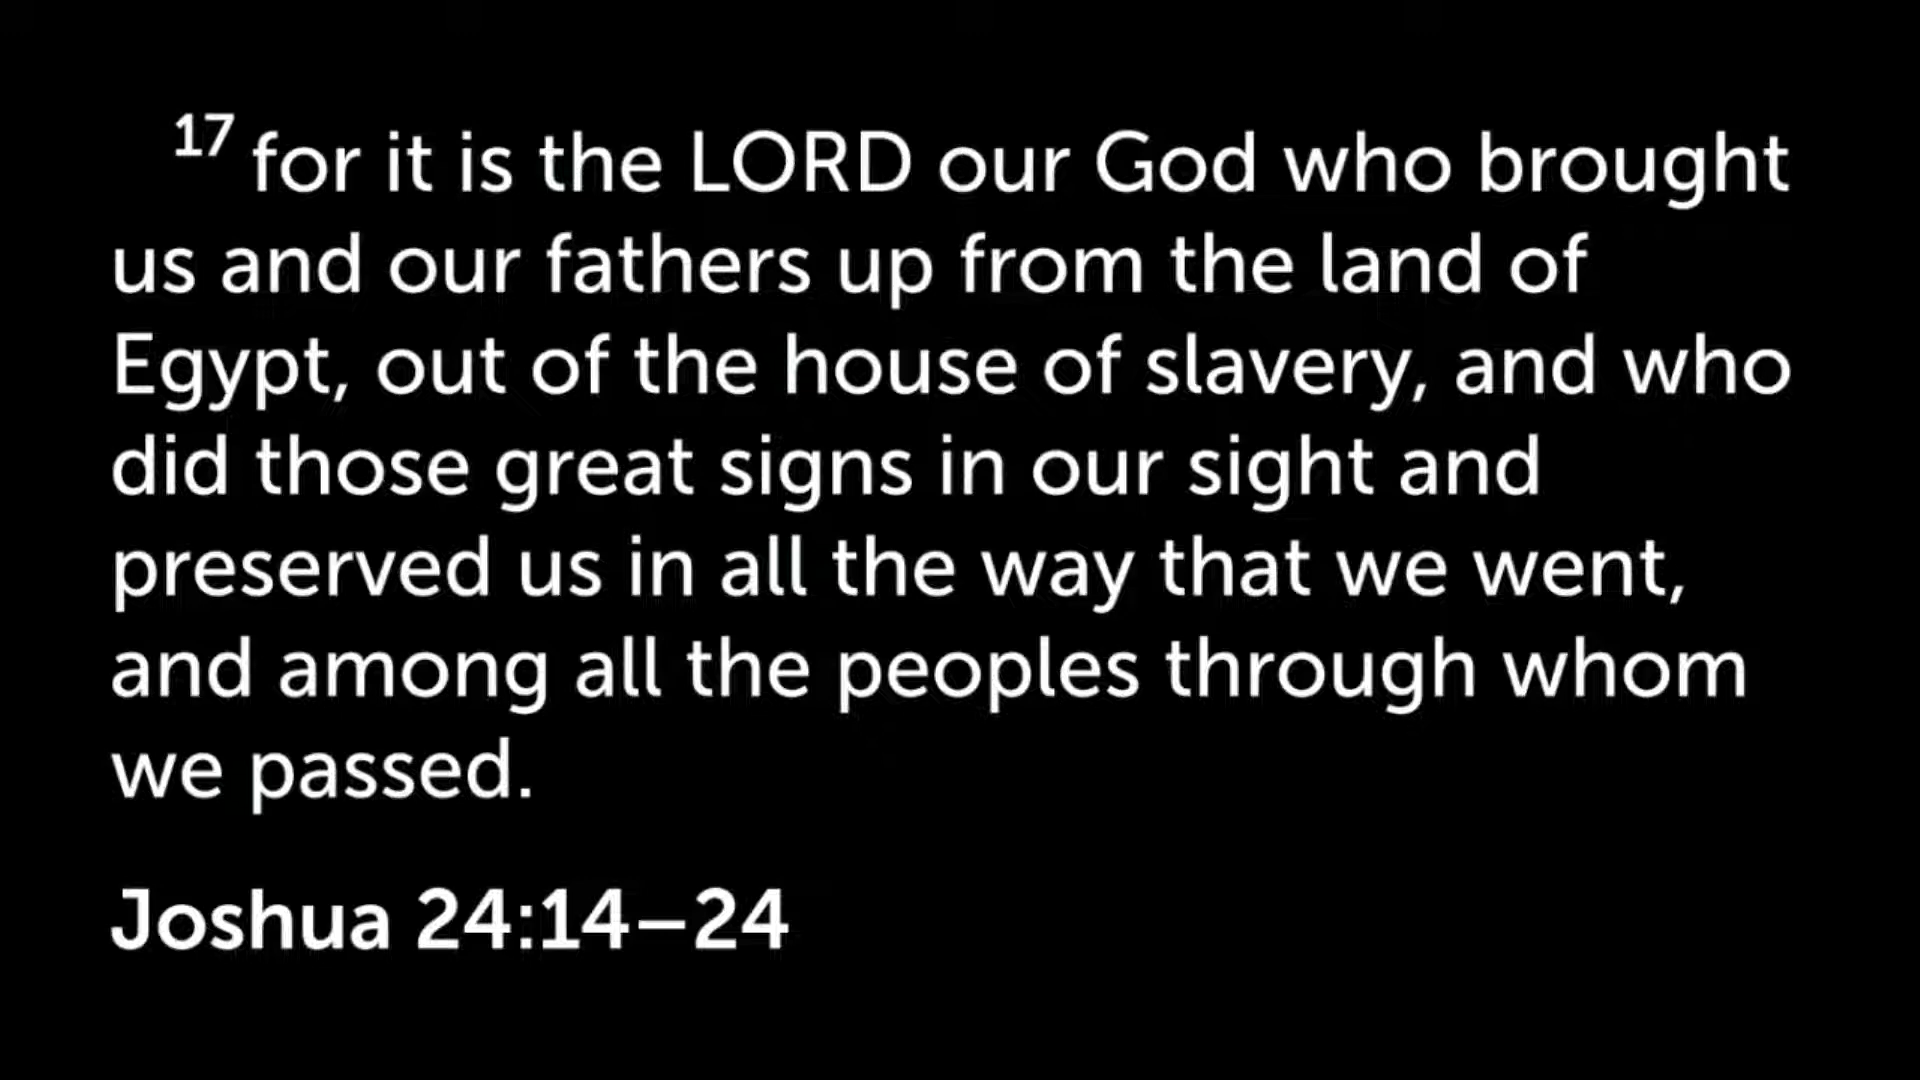 17 for it is the LORD our God who brought
us and our fathers up from the land of
Egypt, out of the house of slavery, and who
did those great signs in our sight and
preserved us in all the way that we went,
and among all the peoples through whom
we passed.
Joshua 24:14–24